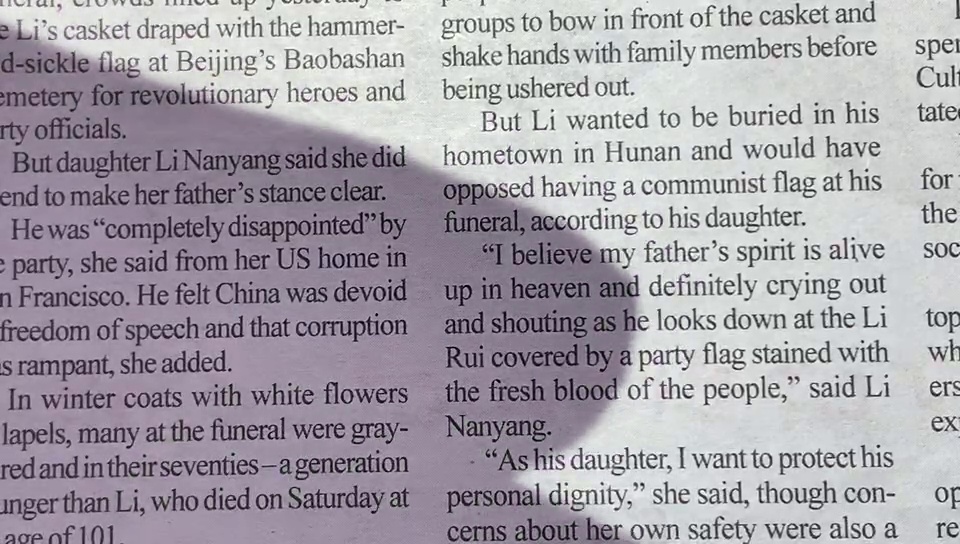 Li's casket draped with the hammer-
d-sickle flag at Beijing's Baobashan
emetery for revolutionary heroes and
rty officials.
But daughter Li Nanyang said she did
end to make her father's stance clear.
He was “completely disappointed” by
e party, she said from her US home in
n Francisco. He felt China was devoid
freedom of speech and that corruption
s rampant, she added.
In winter coats with white flowers
lapels, many at the funeral were gray-
red and in their seventies – a generation
unger than Li, who died on Saturday at
age of 101.
groups to bow in front of the casket and
shake hands with family members before
being ushered out.
But Li wanted to be buried in his
hometown in Hunan and would have
opposed having a communist flag at his
funeral, according to his daughter.
“I believe my father's spirit is alive
up in heaven and definitely crying out
and shouting as he looks down at the Li
Rui covered by a party flag stained with
the fresh blood of the people,” said Li
Nanyang.
“As his daughter, I want to protect his
personal dignity,” she said, though con-
cerns about her own safety were also a
spe
Cult
tate
for
the
soc
top
wh
ers
ex
op
re